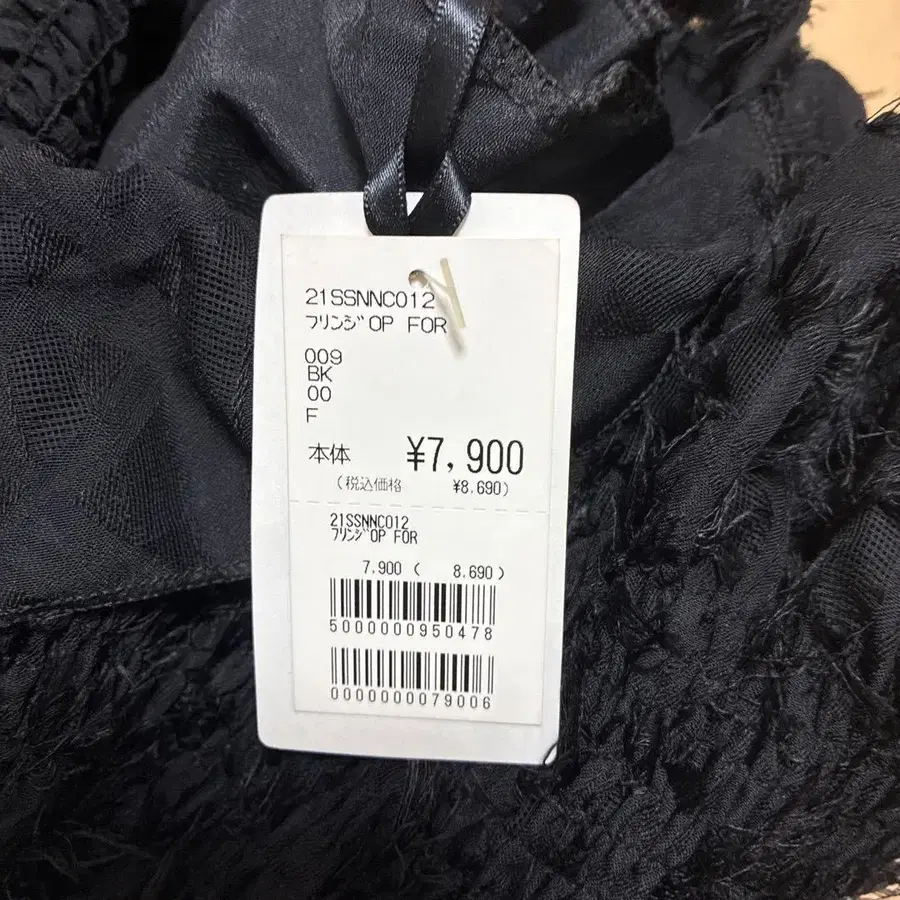 21SSNNC012
ﾌﾘﾝｼﾞOP FOR
009
BK
00
F
本体 ¥7,900
(税込価格 ¥8.690)
21SSNNC012
ﾌﾘﾝｼﾞOP FOR
7.900 ( 8.690 )
5000000950478
0000000079006